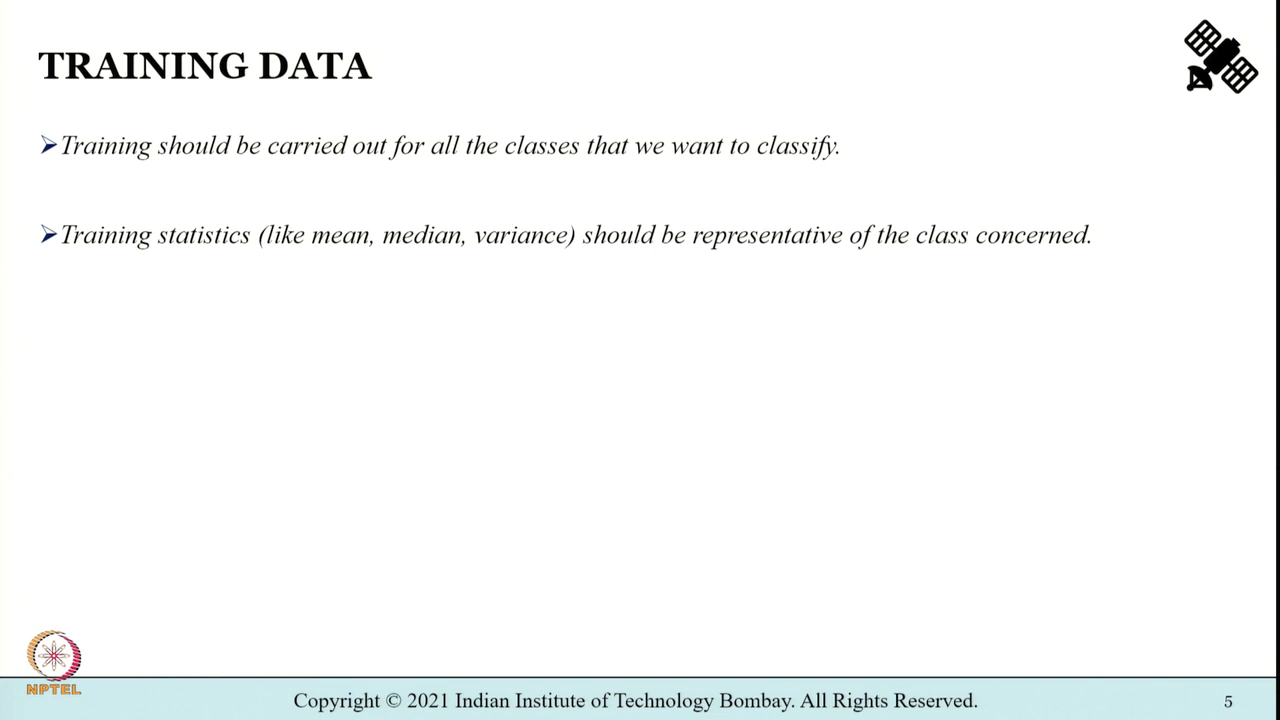 TRAINING DATA
➢Training should be carried out for all the classes that we want to classify.
➢Training statistics (like mean, median, variance) should be representative of the class concerned.
NPTEL
Copyright © 2021 Indian Institute of Technology Bombay. All Rights Reserved.
5